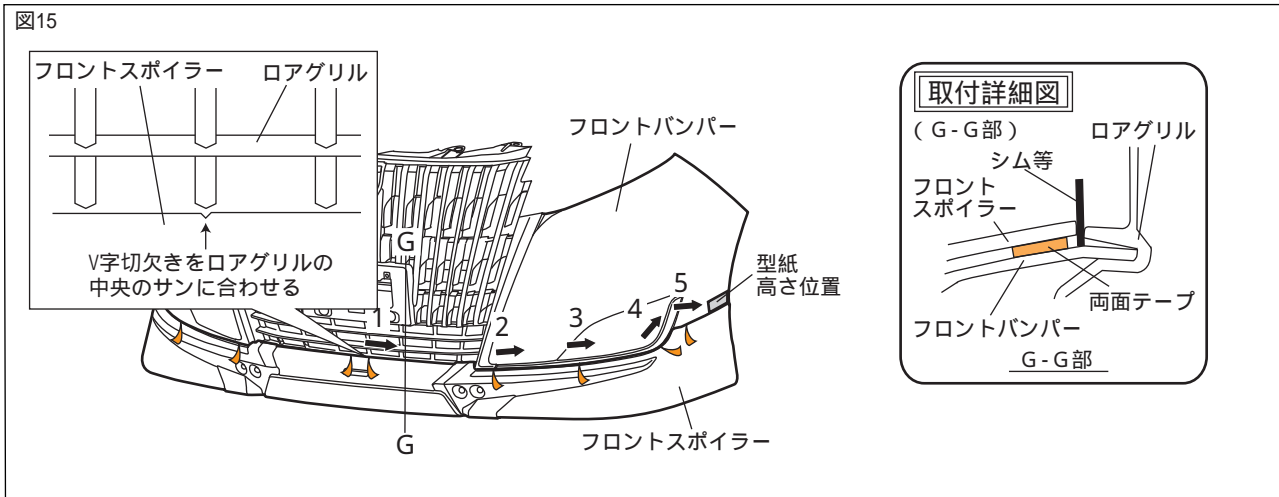 図15
フロントスポイラー
ロアグリル
V字切欠きをロアグリルの
中央のサンに合わせる
フロントバンパー
G
1
2
3
4
5
型紙
高さ位置
G
フロントスポイラー
取付詳細図
(G-G部)
ロアグリル
シム等
フロント
スポイラー
両面テープ
フロントバンパー
G-G部